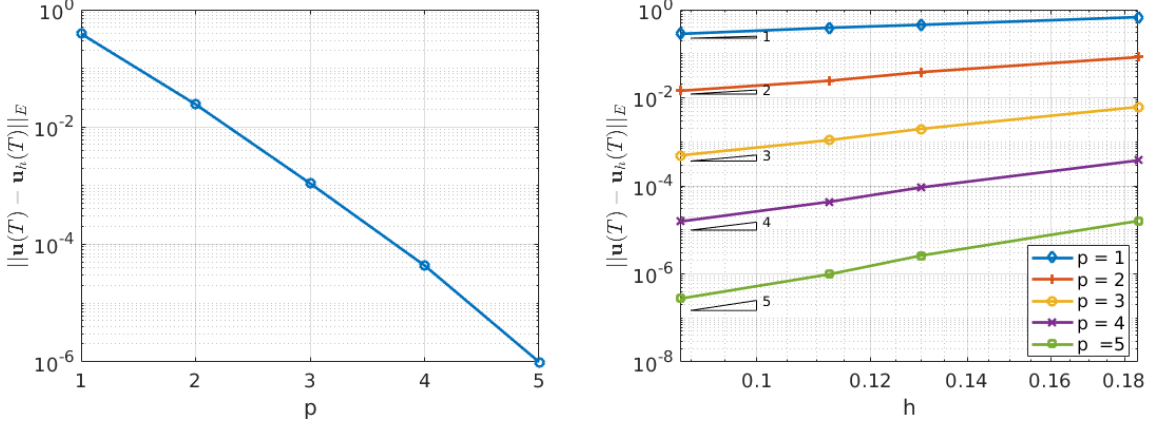 10^0
10^-2
10^-4
10^-6
||u(T) − u_h(T)||_E
1
2
3
4
5
p
10^0
10^-2
10^-4
10^-6
10^-8
||u(T) − u_h(T)||_E
1
2
3
4
5
p = 1
p = 2
p = 3
p = 4
p =5
0.1
0.12
0.14
0.16
0.18
h